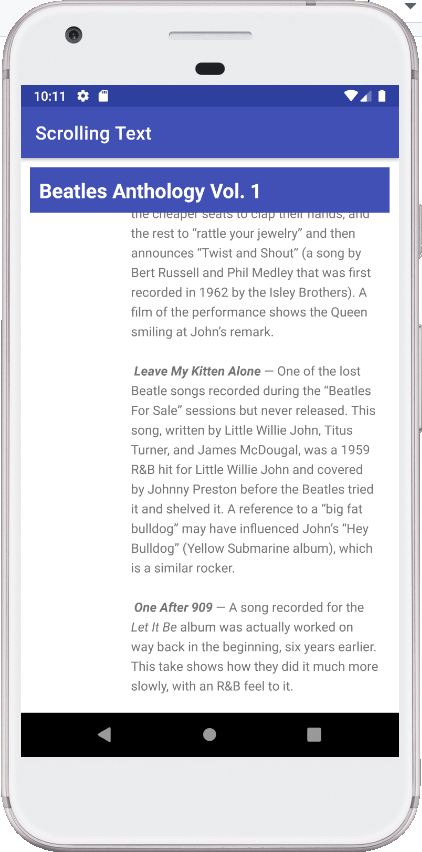 10:11
Scrolling Text
Beatles Anthology Vol. 1
the cheaper seats to clap their hands, and
the rest to “rattle your jewelry” and then
announces “Twist and Shout” (a song by
Bert Russell and Phil Medley that was first
recorded in 1962 by the Isley Brothers). A
film of the performance shows the Queen
smiling at John’s remark.
Leave My Kitten Alone — One of the lost
Beatle songs recorded during the “Beatles
For Sale” sessions but never released. This
song, written by Little Willie John, Titus
Turner, and James McDougal, was a 1959
R&B hit for Little Willie John and covered
by Johnny Preston before the Beatles tried
it and shelved it. A reference to a “big fat
bulldog” may have influenced John’s “Hey
Bulldog” (Yellow Submarine album), which
is a similar rocker.
One After 909 — A song recorded for the
Let It Be album was actually worked on
way back in the beginning, six years earlier.
This take shows how they did it much more
slowly, with an R&B feel to it.